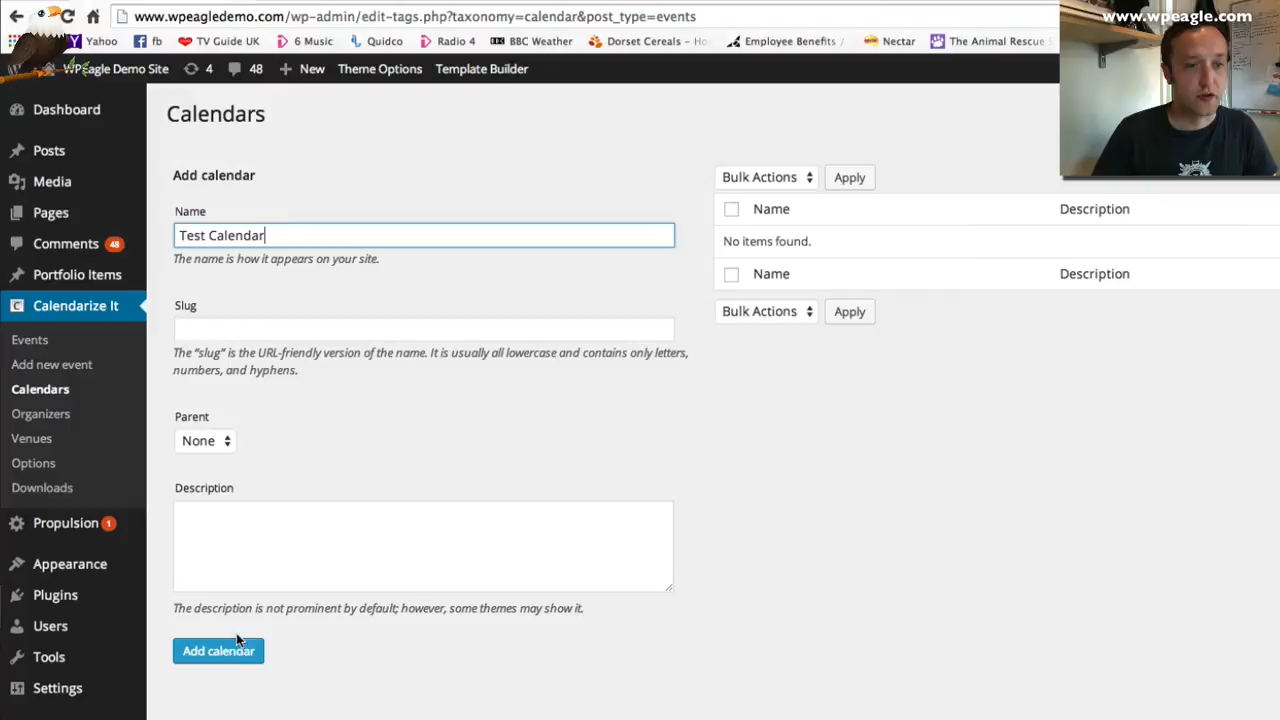 www.wpeagledemo.com/wp-admin/edit-tags.php?taxonomy=calendar&post_type=events
www.wpeagle.com
Yahoo fb TV Guide UK 6 Music Quidco Radio 4 BBC Weather Dorset Cereals - Ho Employee Benefits / Nectar The Animal Rescue
WPEagle Demo Site 4 48 New Theme Options Template Builder
Dashboard
Posts
Media
Pages
Comments 48
Portfolio Items
Calendarize It
Events
Add new event
Calendars
Organizers
Venues
Options
Downloads
Propulsion 1
Appearance
Plugins
Users
Tools
Settings
Calendars
Add calendar
Name
Test Calendar
The name is how it appears on your site.
Slug
The “slug” is the URL-friendly version of the name. It is usually all lowercase and contains only letters,
numbers, and hyphens.
Parent
None
Description
The description is not prominent by default; however, some themes may show it.
Add calendar
Bulk Actions Apply
Name Description
No items found.
Name Description
Bulk Actions Apply